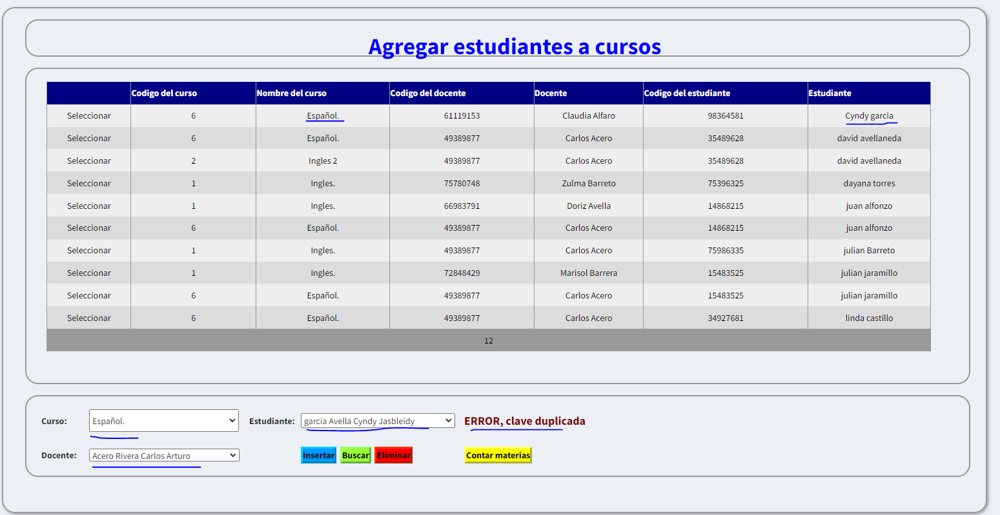 Agregar estudiantes a cursos
Codigo del curso Nombre del curso Codigo del docente Docente Codigo del estudiante Estudiante
Seleccionar 6 Español. 61119153 Claudia Alfaro 98364581 Cyndy garcia
Seleccionar 6 Español. 49389877 Carlos Acero 35489628 david avellaneda
Seleccionar 2 Ingles 2 49389877 Carlos Acero 35489628 david avellaneda
Seleccionar 1 Ingles. 75780748 Zulma Barreto 75396325 dayana torres
Seleccionar 1 Ingles. 66983791 Doriz Avella 14868215 juan alfonzo
Seleccionar 6 Español. 49389877 Carlos Acero 14868215 juan alfonzo
Seleccionar 1 Ingles. 49389877 Carlos Acero 75986335 julian Barreto
Seleccionar 1 Ingles. 72848429 Marisol Barrera 15483525 julian jaramillo
Seleccionar 6 Español. 49389877 Carlos Acero 15483525 julian jaramillo
Seleccionar 6 Español. 49389877 Carlos Acero 34927681 linda castillo
12
Curso: Español. Estudiante: garcia Avella Cyndy Jasbleidy ERROR, clave duplicada
Docente: Acero Rivera Carlos Arturo Insertar Buscar Eliminar Contar materias